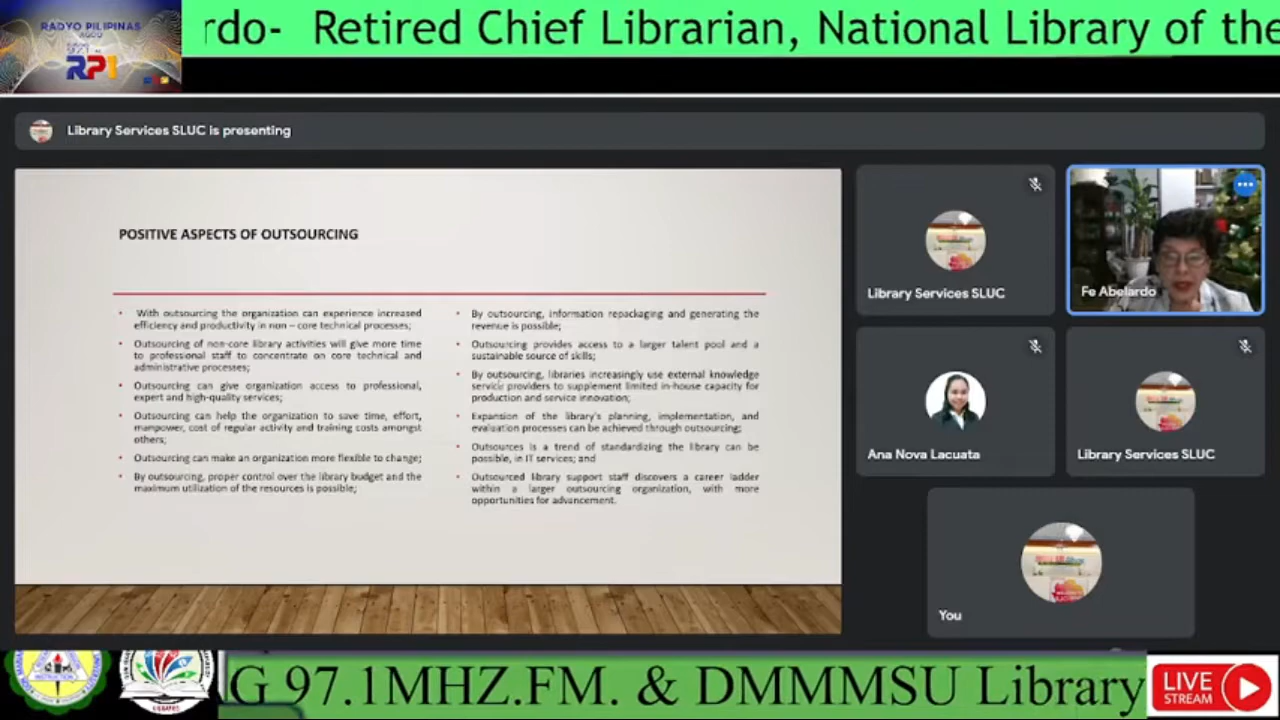 RADYO PILIPINAS
AGOO
97.1
RP1
rdo- Retired Chief Librarian, National Library of the
Library Services SLUC is presenting
POSITIVE ASPECTS OF OUTSOURCING
• With outsourcing the organization can experience increased
efficiency and productivity in non – core technical processes;
• Outsourcing of non-core library activities will give more time
to professional staff to concentrate on core technical and
administrative processes;
• Outsourcing can give organization access to professional,
expert and high-quality services;
• Outsourcing can help the organization to save time, effort,
manpower, cost of regular activity and training costs amongst
others;
• Outsourcing can make an organization more flexible to change;
• By outsourcing, proper control over the library budget and the
maximum utilization of the resources is possible;
• By outsourcing, information repackaging and generating the
revenue is possible;
• Outsourcing provides access to a larger talent pool and a
sustainable source of skills;
• By outsourcing, libraries increasingly use external knowledge
service providers to supplement limited in-house capacity for
production and service innovation;
• Expansion of the library's planning, implementation, and
evaluation processes can be achieved through outsourcing;
• Outsources is a trend of standardizing the library can be
possible, in IT services; and
• Outsourced library support staff discovers a career ladder
within a larger outsourcing organization, with more
opportunities for advancement.
Library Services SLUC
Fe Abelardo
Ana Nova Lacuata
Library Services SLUC
You
G 97.1MHZ.FM. & DMMMSU Library
LIVE
STREAM